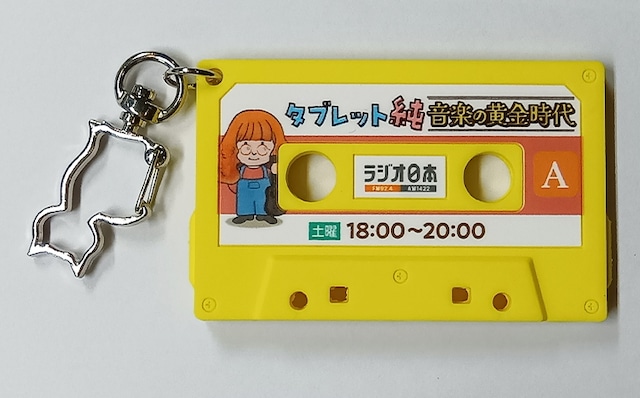 タブレット純 音楽の黄金時代
ラジオ日本
FM92.4 AM1422
A
土曜 18:00～20:00